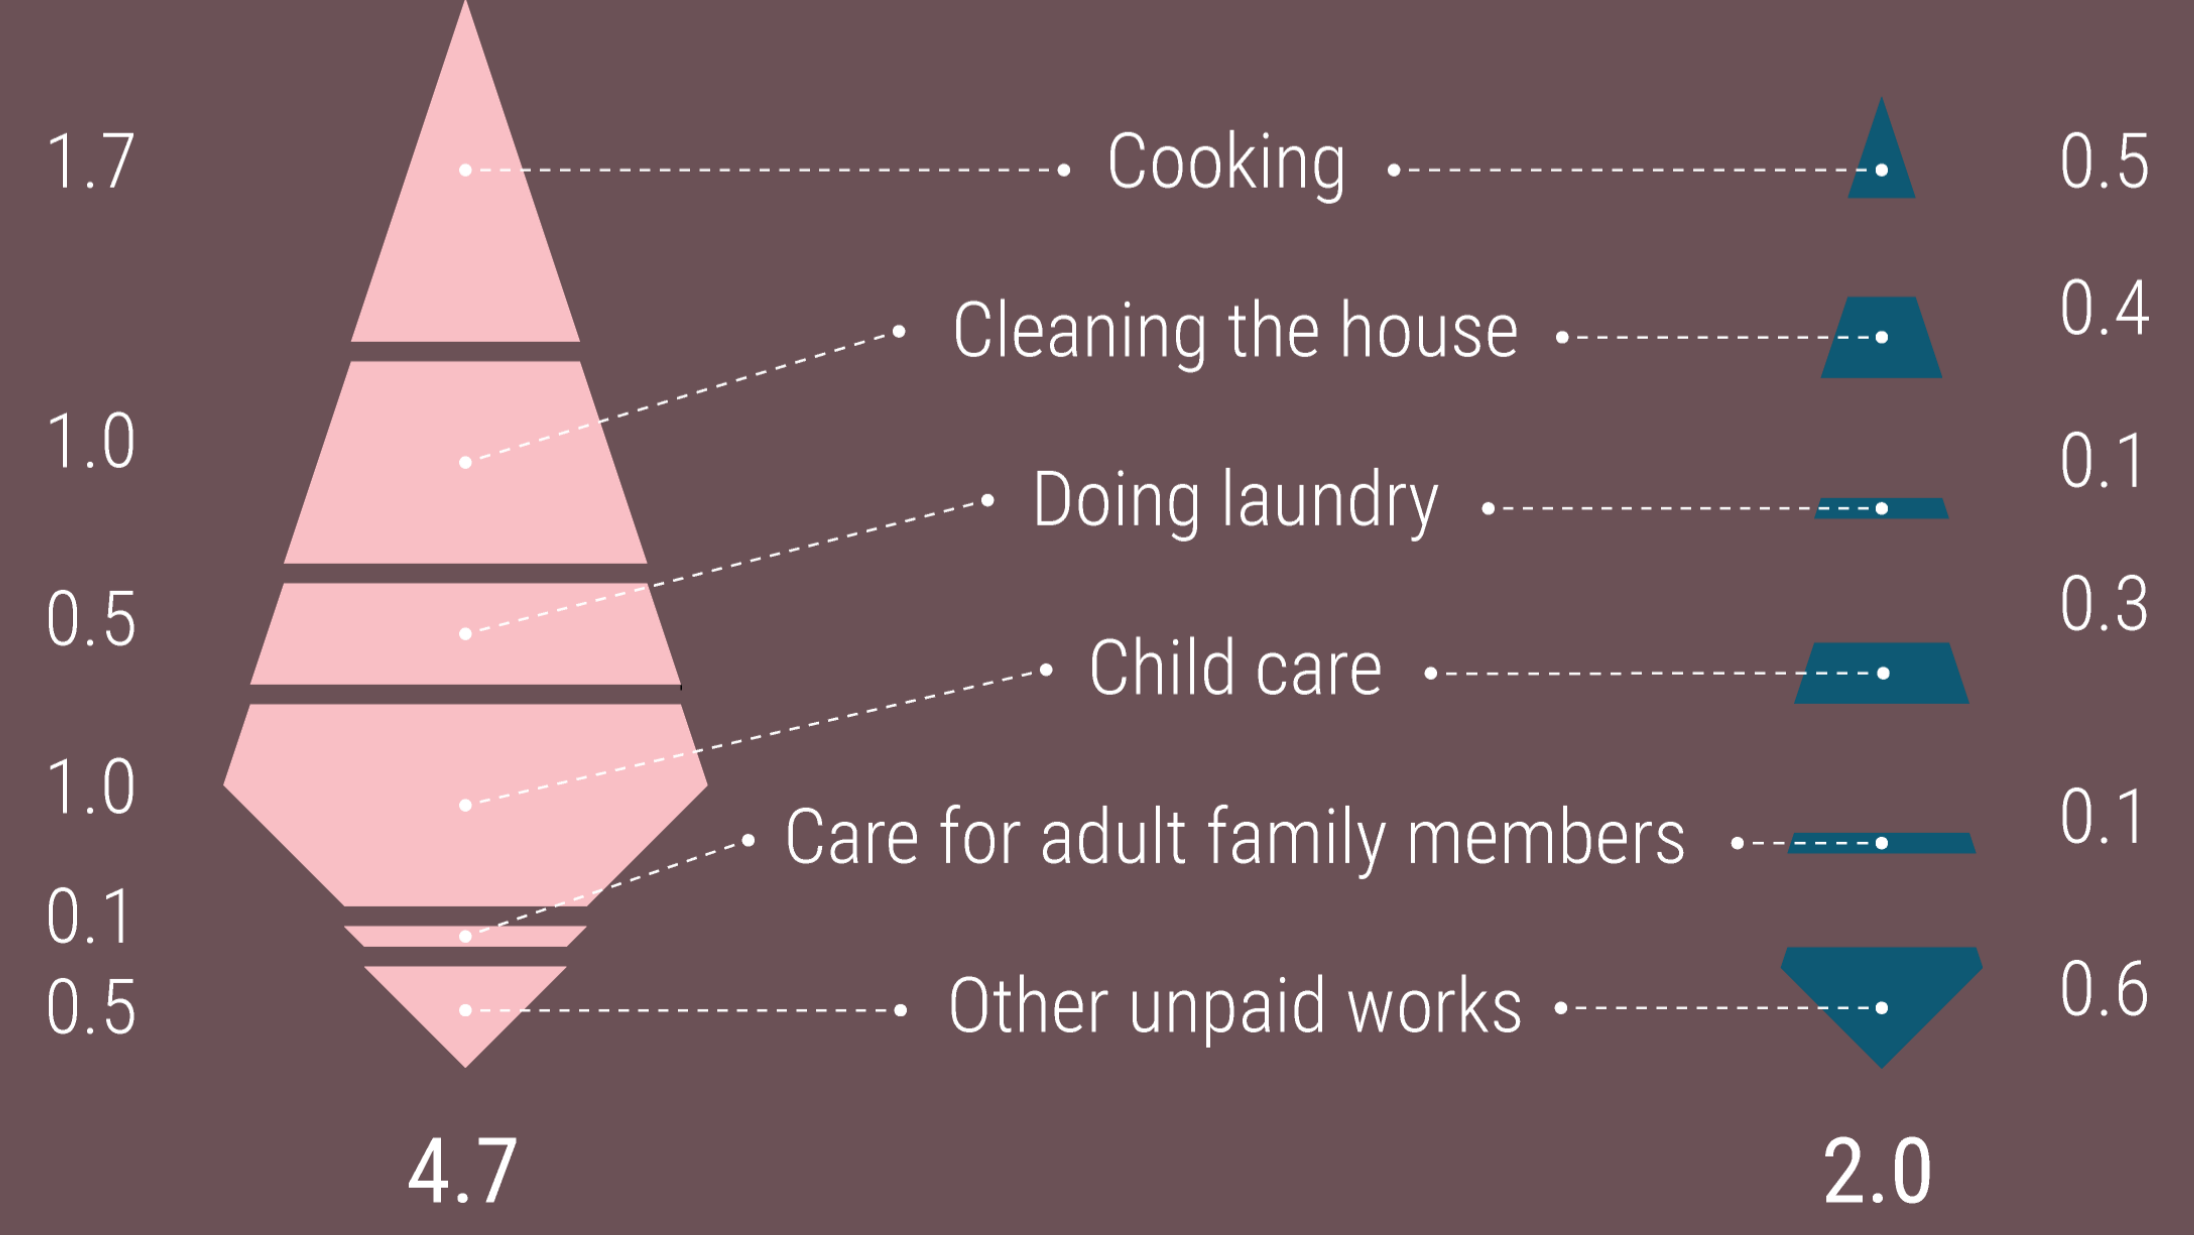 1.7 Cooking 0.5
1.0 Cleaning the house 0.4
0.5 Doing laundry 0.1
1.0 Child care 0.3
0.1 Care for adult family members 0.1
0.5 Other unpaid works 0.6
4.7 2.0